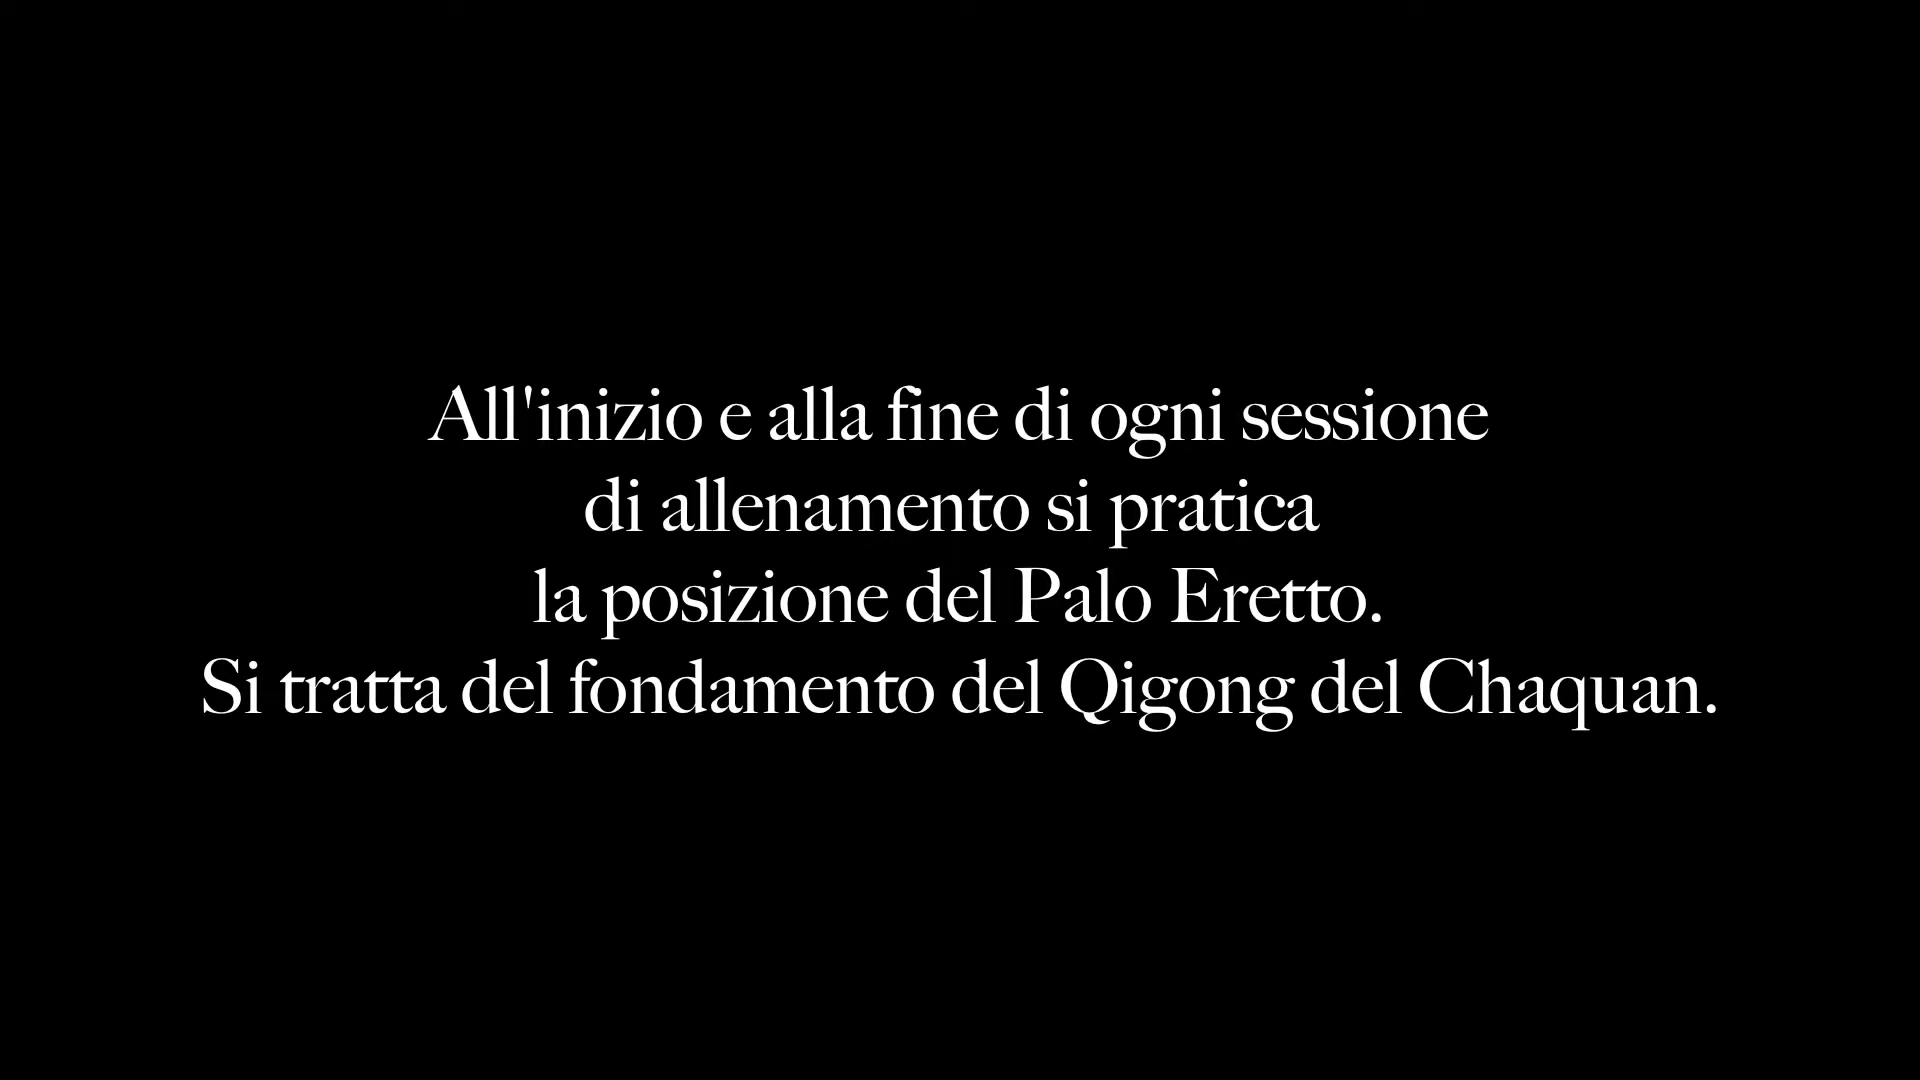 All'inizio e alla fine di ogni sessione
di allenamento si pratica
la posizione del Palo Eretto.
Si tratta del fondamento del Qigong del Chaquan.